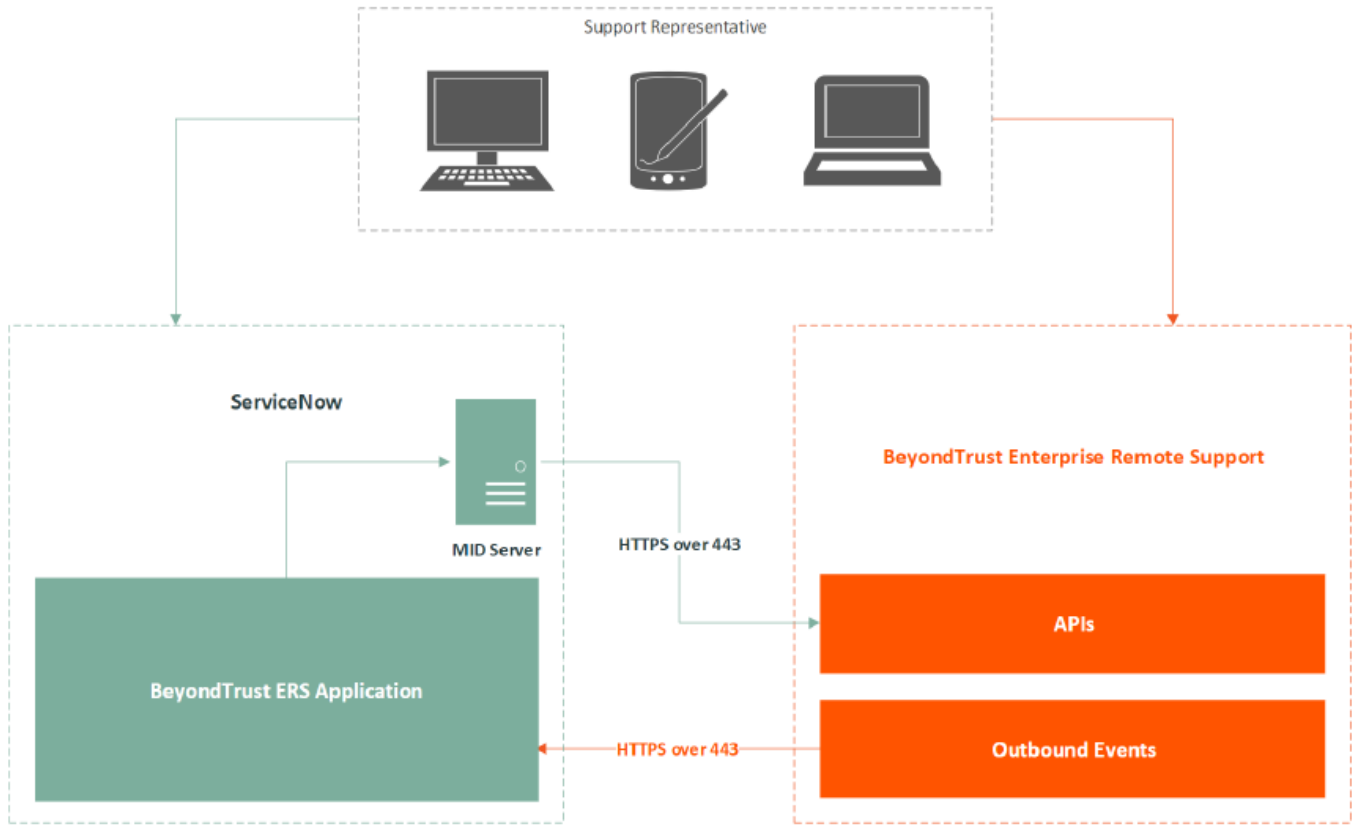 Support Representative
ServiceNow
BeyondTrust Enterprise Remote Support
MID Server
HTTPS over 443
APIs
BeyondTrust ERS Application
HTTPS over 443
Outbound Events